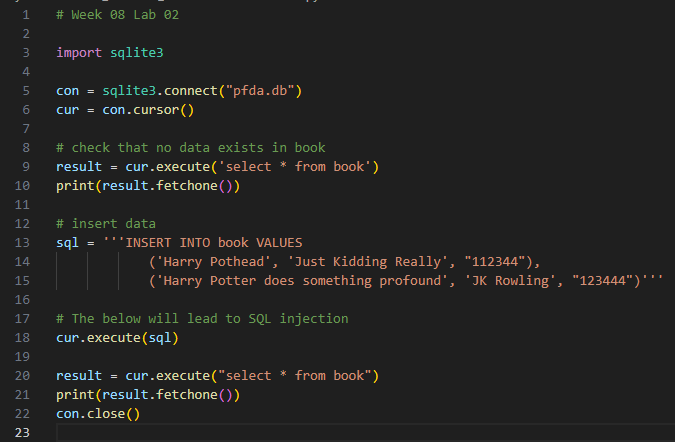 1 # Week 08 Lab 02
2
3 import sqlite3
4
5 con = sqlite3.connect("pfda.db")
6 cur = con.cursor()
7
8 # check that no data exists in book
9 result = cur.execute('select * from book')
10 print(result.fetchone())
11
12 # insert data
13 sql = '''INSERT INTO book VALUES
14             ('Harry Pothead', 'Just Kidding Really', "112344"),
15             ('Harry Potter does something profound', 'JK Rowling', "123444")'''
16
17 # The below will lead to SQL injection
18 cur.execute(sql)
19
20 result = cur.execute("select * from book")
21 print(result.fetchone())
22 con.close()
23